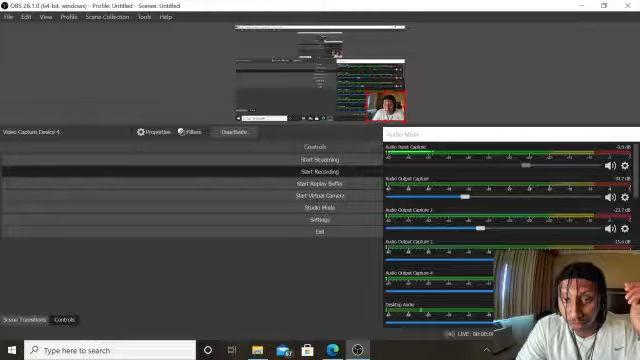 OBS 26.1.0 (64-bit, windows) - Profile: Untitled - Scenes: Untitled
File Edit View Profile Scene Collection Tools Help
Video Capture Device 4
Properties Filters Deactivate
Audio Mixer
Controls
Start Streaming
Start Recording
Start Replay Buffer
Start Virtual Camera
Studio Mode
Settings
Exit
Audio Input Capture
Audio Output Capture
Audio Output Capture 2
Audio Output Capture 3
Audio Output Capture 4
Desktop Audio
Scene Transitions Controls
Type here to search